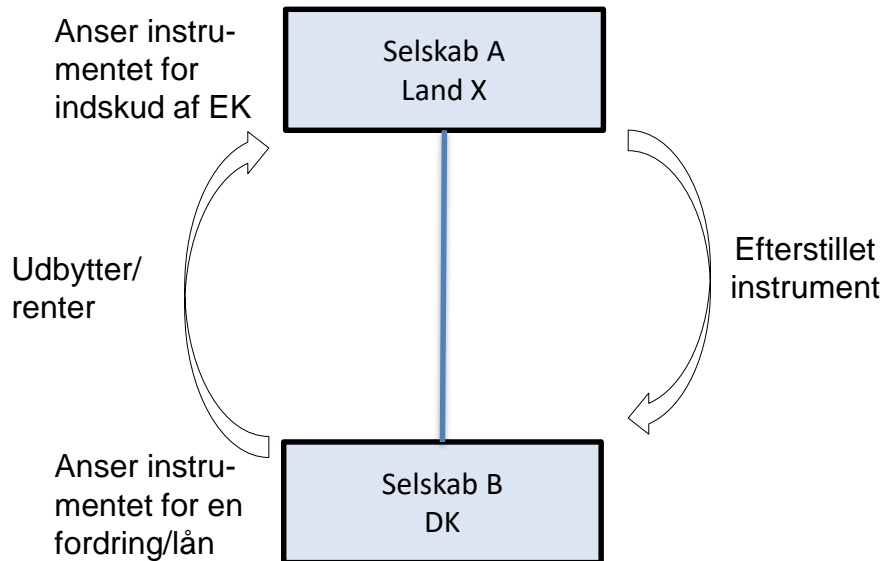 Anser instru-
mentet for
indskud af EK
Selskab A
Land X
Udbytter/
renter
Efterstillet
instrument
Anser instru-
mentet for en
fordring/lån
Selskab B
DK